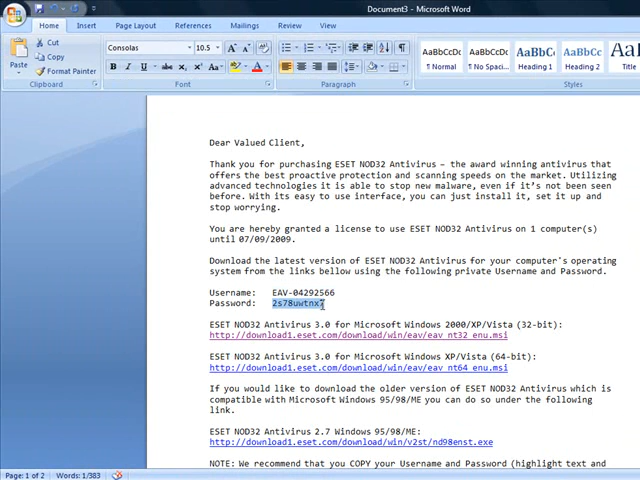 Document3 - Microsoft Word
Home Insert Page Layout References Mailings Review View
Cut
Copy
Format Painter
Paste
Clipboard
Consolas 10.5
Font
Paragraph
AaBbCcDc AaBbCcDc AaBbC AaBbCc AaB
¶ Normal ¶ No Spaci... Heading 1 Heading 2 Title
Styles
Dear Valued Client,
Thank you for purchasing ESET NOD32 Antivirus – the award winning antivirus that
offers the best proactive protection and scanning speeds on the market. Utilizing
advanced technologies it is able to stop new malware, even if it's not been seen
before. With its easy to use interface, you can just install it, set it up and
stop worrying.
You are hereby granted a license to use ESET NOD32 Antivirus on 1 computer(s)
until 07/09/2009.
Download the latest version of ESET NOD32 Antivirus for your computer's operating
system from the links bellow using the following private Username and Password.
Username: EAV-04292566
Password: 2s78uwtnx7
ESET NOD32 Antivirus 3.0 for Microsoft Windows 2000/XP/Vista (32-bit):
http://download1.eset.com/download/win/eav/eav_nt32_enu.msi
ESET NOD32 Antivirus 3.0 for Microsoft Windows XP/Vista (64-bit):
http://download1.eset.com/download/win/eav/eav_nt64_enu.msi
If you would like to download the older version of ESET NOD32 Antivirus which is
compatible with Microsoft Windows 95/98/ME you can do so under the following
link.
ESET NOD32 Antivirus 2.7 for Windows 95/98/ME:
http://download1.eset.com/download/win/v2st/nd98enst.exe
NOTE: We recommend that you COPY your Username and Password (highlight text and
Page: 1 of 2 Words: 1/383